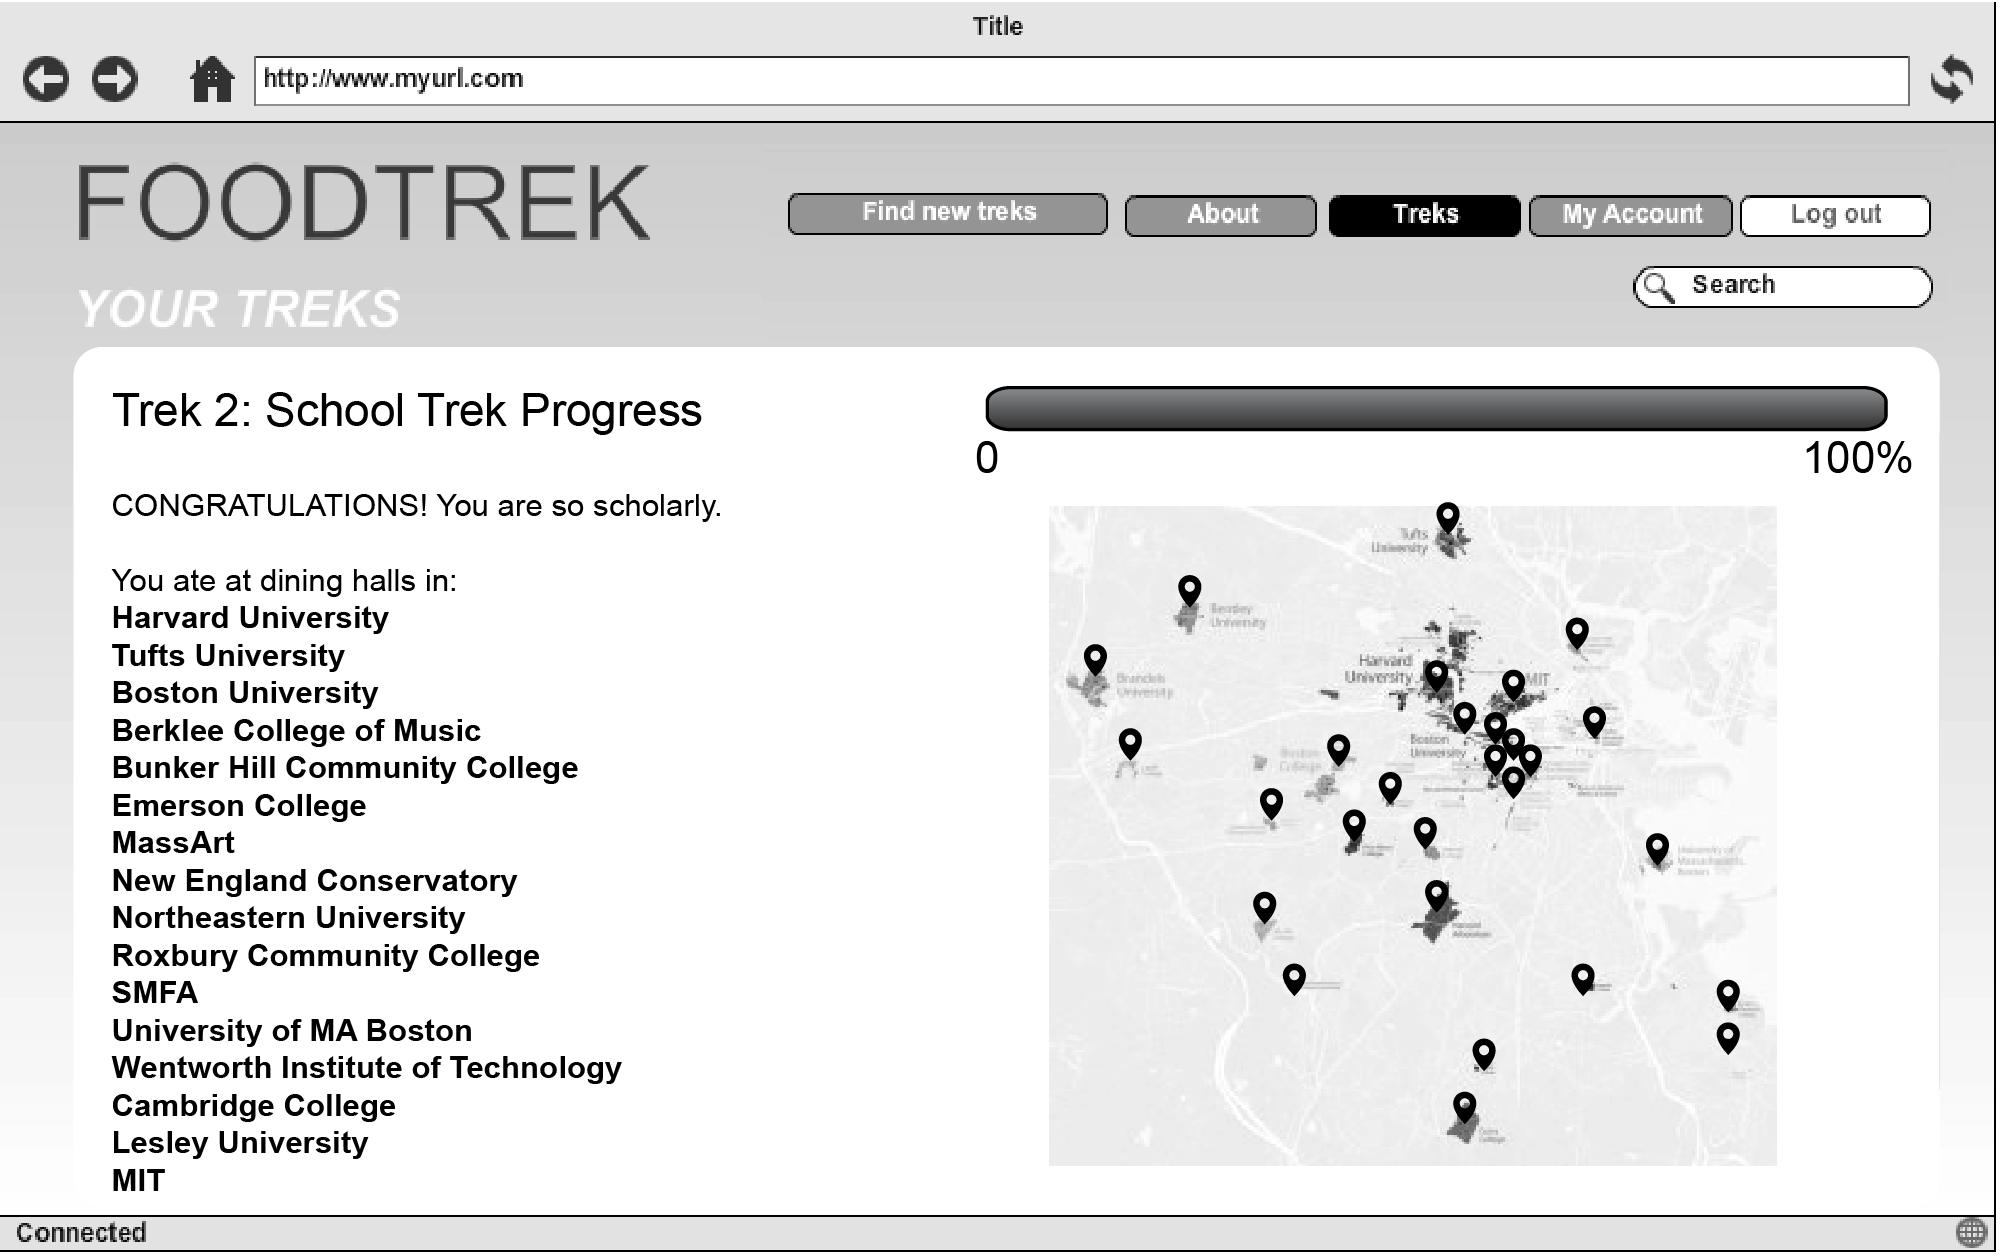 Title
http://www.myurl.com
FOODTREK
Find new treks
About
Treks
My Account
Log out
Search
YOUR TREKS
Trek 2: School Trek Progress
0
100%
CONGRATULATIONS! You are so scholarly.
You ate at dining halls in:
Harvard University
Tufts University
Boston University
Berklee College of Music
Bunker Hill Community College
Emerson College
MassArt
New England Conservatory
Northeastern University
Roxbury Community College
SMFA
University of MA Boston
Wentworth Institute of Technology
Cambridge College
Lesley University
MIT
Tufts
University
Bentley
University
Harvard
University
MIT
Brandeis
University
Boston
University
Boston
College
University of
Massachusetts,
Boston
Harvard
Arboretum
Curry
College
Connected